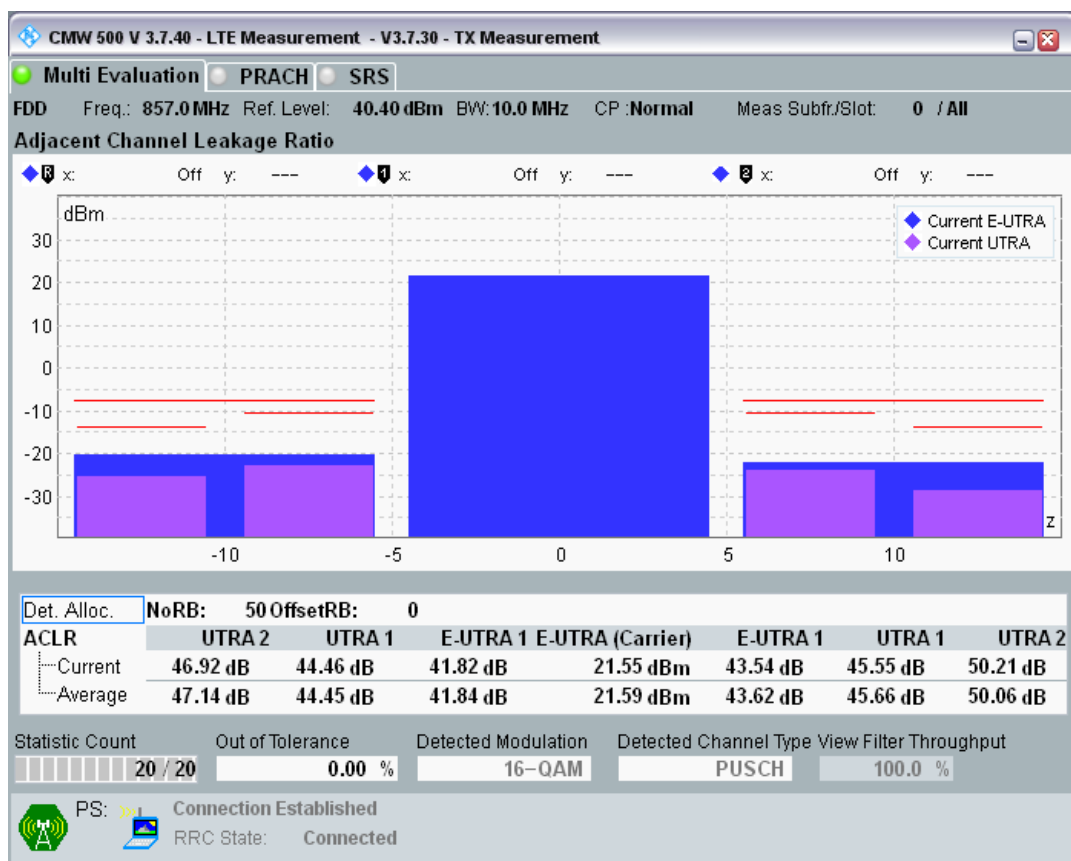 CMW 500 V 3.7.40 - LTE Measurement - V3.7.30 - TX Measurement
Multi Evaluation PRACH SRS
FDD Freq.: 857.0 MHz Ref. Level: 40.40 dBm BW: 10.0 MHz CP :Normal Meas Subfr./Slot: 0 / All
Adjacent Channel Leakage Ratio
R x: Off y: --- 1 x: Off y: --- 2 x: Off y: ---
dBm
Current E-UTRA
Current UTRA
30
20
10
0
-10
-20
-30
z
-10 -5 0 5 10
Det. Alloc. NoRB: 50 OffsetRB: 0
ACLR UTRA 2 UTRA 1 E-UTRA 1 E-UTRA (Carrier) E-UTRA 1 UTRA 1 UTRA 2
Current 46.92 dB 44.46 dB 41.82 dB 21.55 dBm 43.54 dB 45.55 dB 50.21 dB
Average 47.14 dB 44.45 dB 41.84 dB 21.59 dBm 43.62 dB 45.66 dB 50.06 dB
Statistic Count Out of Tolerance Detected Modulation Detected Channel Type View Filter Throughput
20 / 20 0.00 % 16-QAM PUSCH 100.0 %
PS: Connection Established
RRC State: Connected